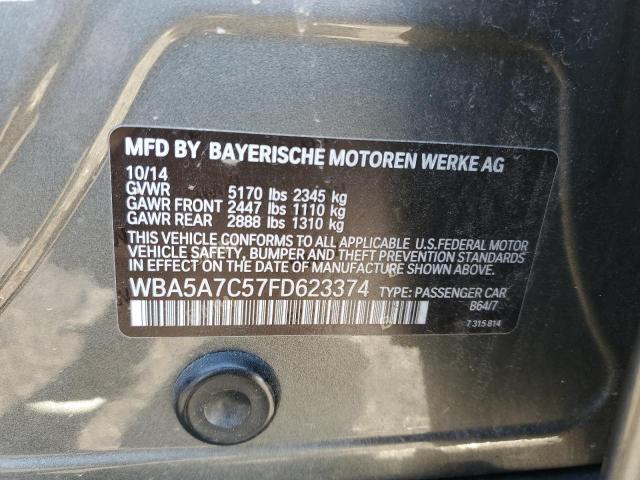 MFD BY BAYERISCHE MOTOREN WERKE AG
10/14
GVWR 5170 lbs 2345 kg
GAWR FRONT 2447 lbs 1110 kg
GAWR REAR 2888 lbs 1310 kg
THIS VEHICLE CONFORMS TO ALL APPLICABLE U.S.FEDERAL MOTOR
VEHICLE SAFETY, BUMPER, AND THEFT PREVENTION STANDARDS
IN EFFECT ON THE DATE OF MANUFACTURE SHOWN ABOVE.
WBA5A7C57FD623374 TYPE: PASSENGER CAR
B64/7
7 315 814